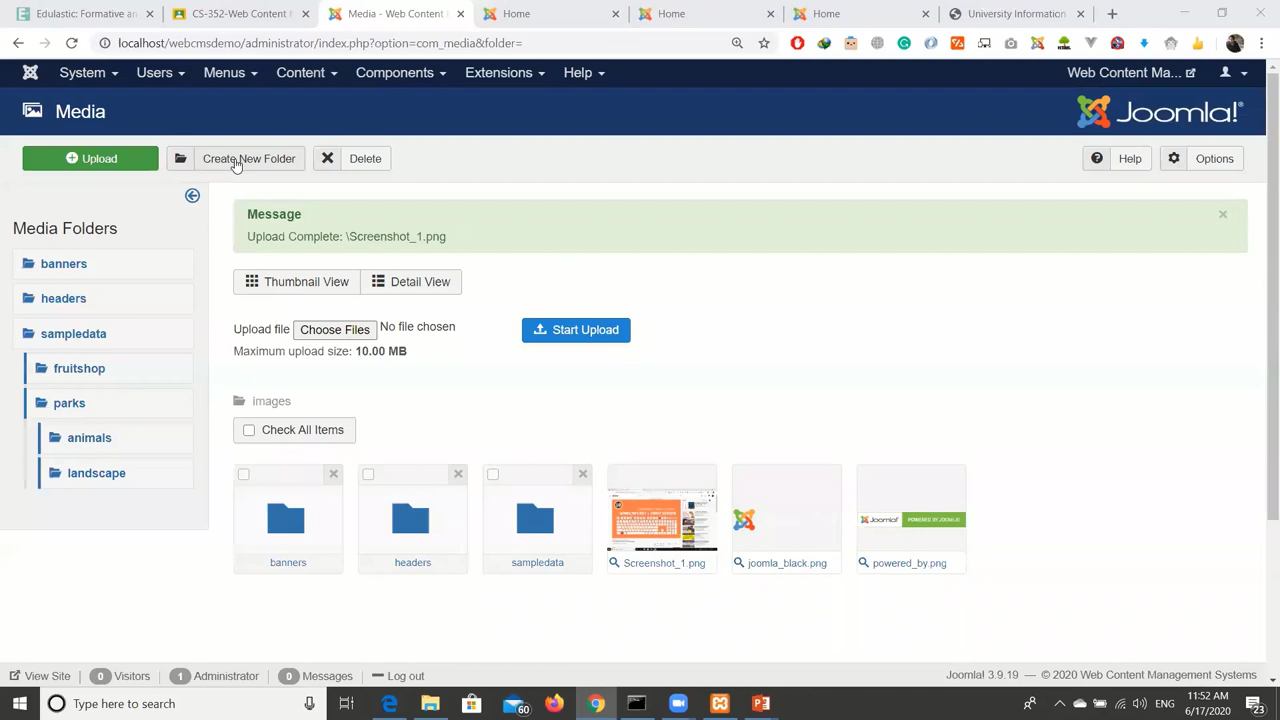 Edulastic: Formative an
CS-352-Web Content M
Media - Web Content M
Home
Home
Home
University Information
localhost/webcmsdemo/administrator/index.php?option=com_media&folder=
System
Users
Menus
Content
Components
Extensions
Help
Web Content Ma...
Media
Joomla!
Upload
Create New Folder
Delete
Help
Options
Media Folders
banners
headers
sampledata
fruitshop
parks
animals
landscape
Message
Upload Complete: \Screenshot_1.png
Thumbnail View
Detail View
Upload file
Choose Files
No file chosen
Start Upload
Maximum upload size: 10.00 MB
images
Check All Items
banners
headers
sampledata
Screenshot_1.png
joomla_black.png
Joomla! POWERED BY JOOMLA!
powered_by.png
View Site
0 Visitors
1 Administrator
0 Messages
Log out
Joomla! 3.9.19 — © 2020 Web Content Management Systems
Type here to search
60
ENG
11:52 AM
6/17/2020
23